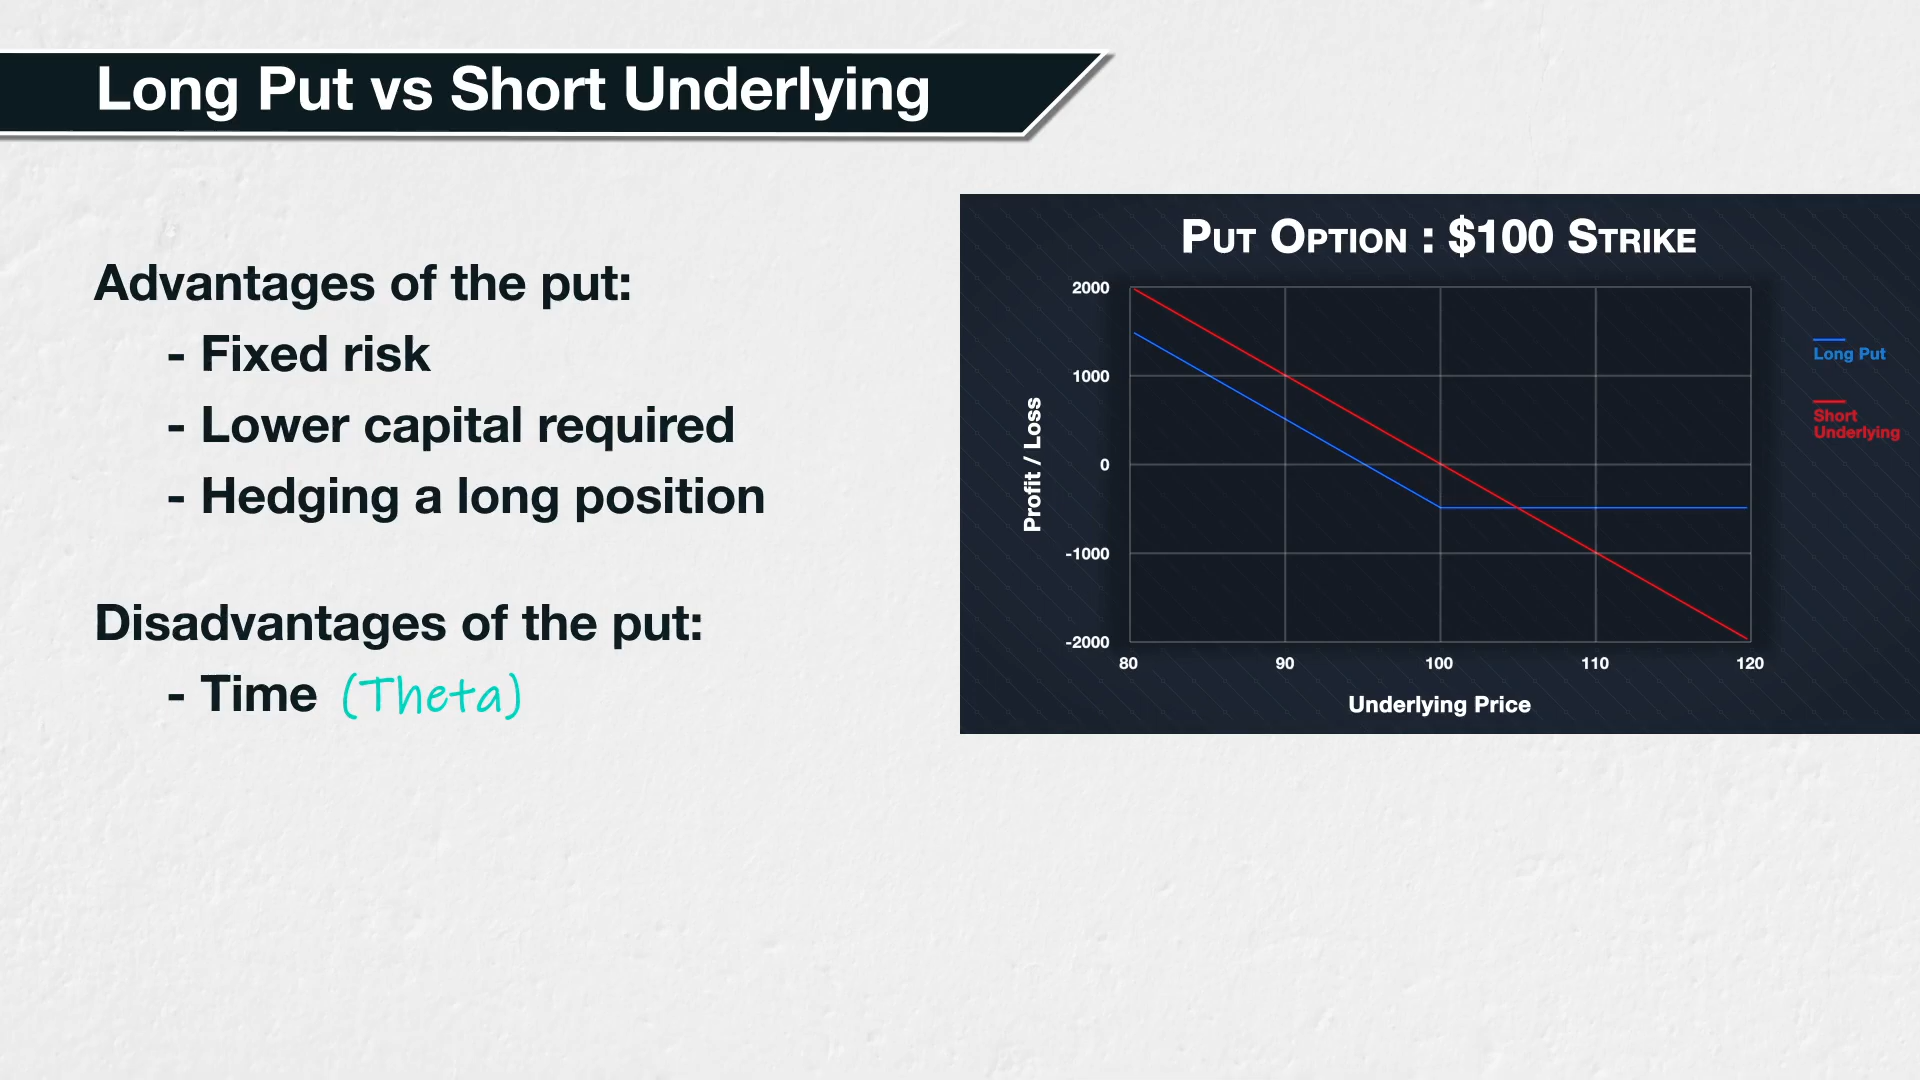 Long Put vs Short Underlying
Advantages of the put:
- Fixed risk
- Lower capital required
- Hedging a long position
Disadvantages of the put:
- Time (Theta)
Put Option : $100 Strike
2000
1000
0
-1000
-2000
Profit / Loss
80 90 100 110 120
Underlying Price
Long Put
Short
Underlying